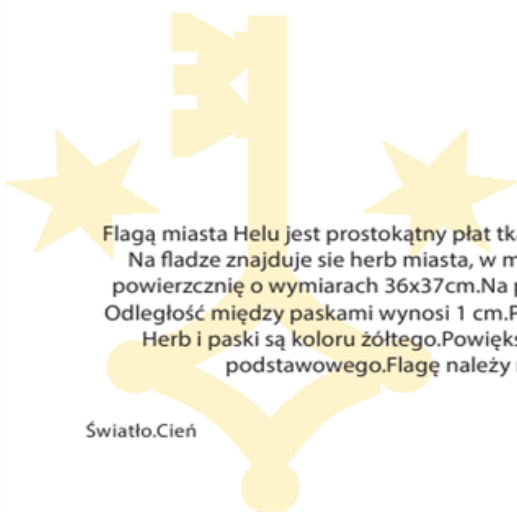 Flagą miasta Helu jest prostokątny płat
Na fladze znajduje sie herb miasta, w
powierzcznię o wymiarach 36x37cm.Na
Odległość między paskami wynosi 1 cm.
Herb i paski są koloru żółtego.
podstawowego.Flagę należy
Światło.Cień